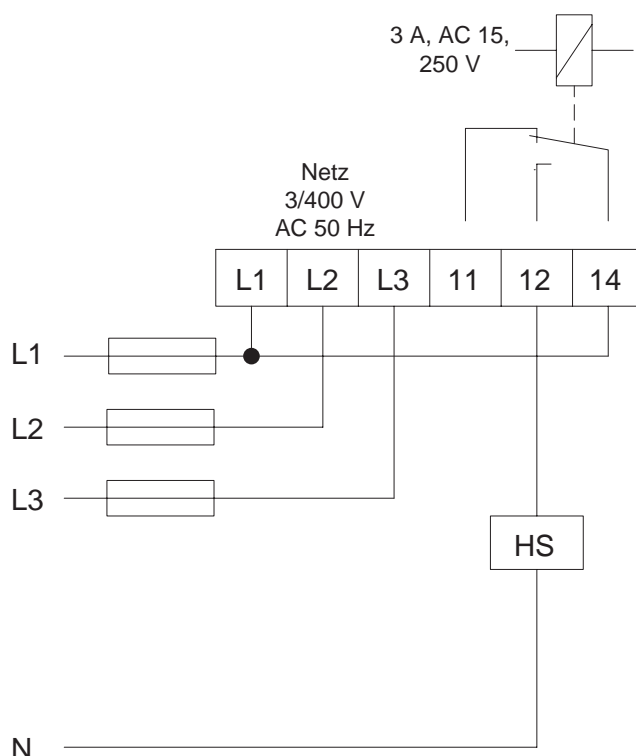 3 A, AC 15,
250 V
Netz
3/400 V
AC 50 Hz
L1 L2 L3 11 12 14
L1
L2
L3
HS
N